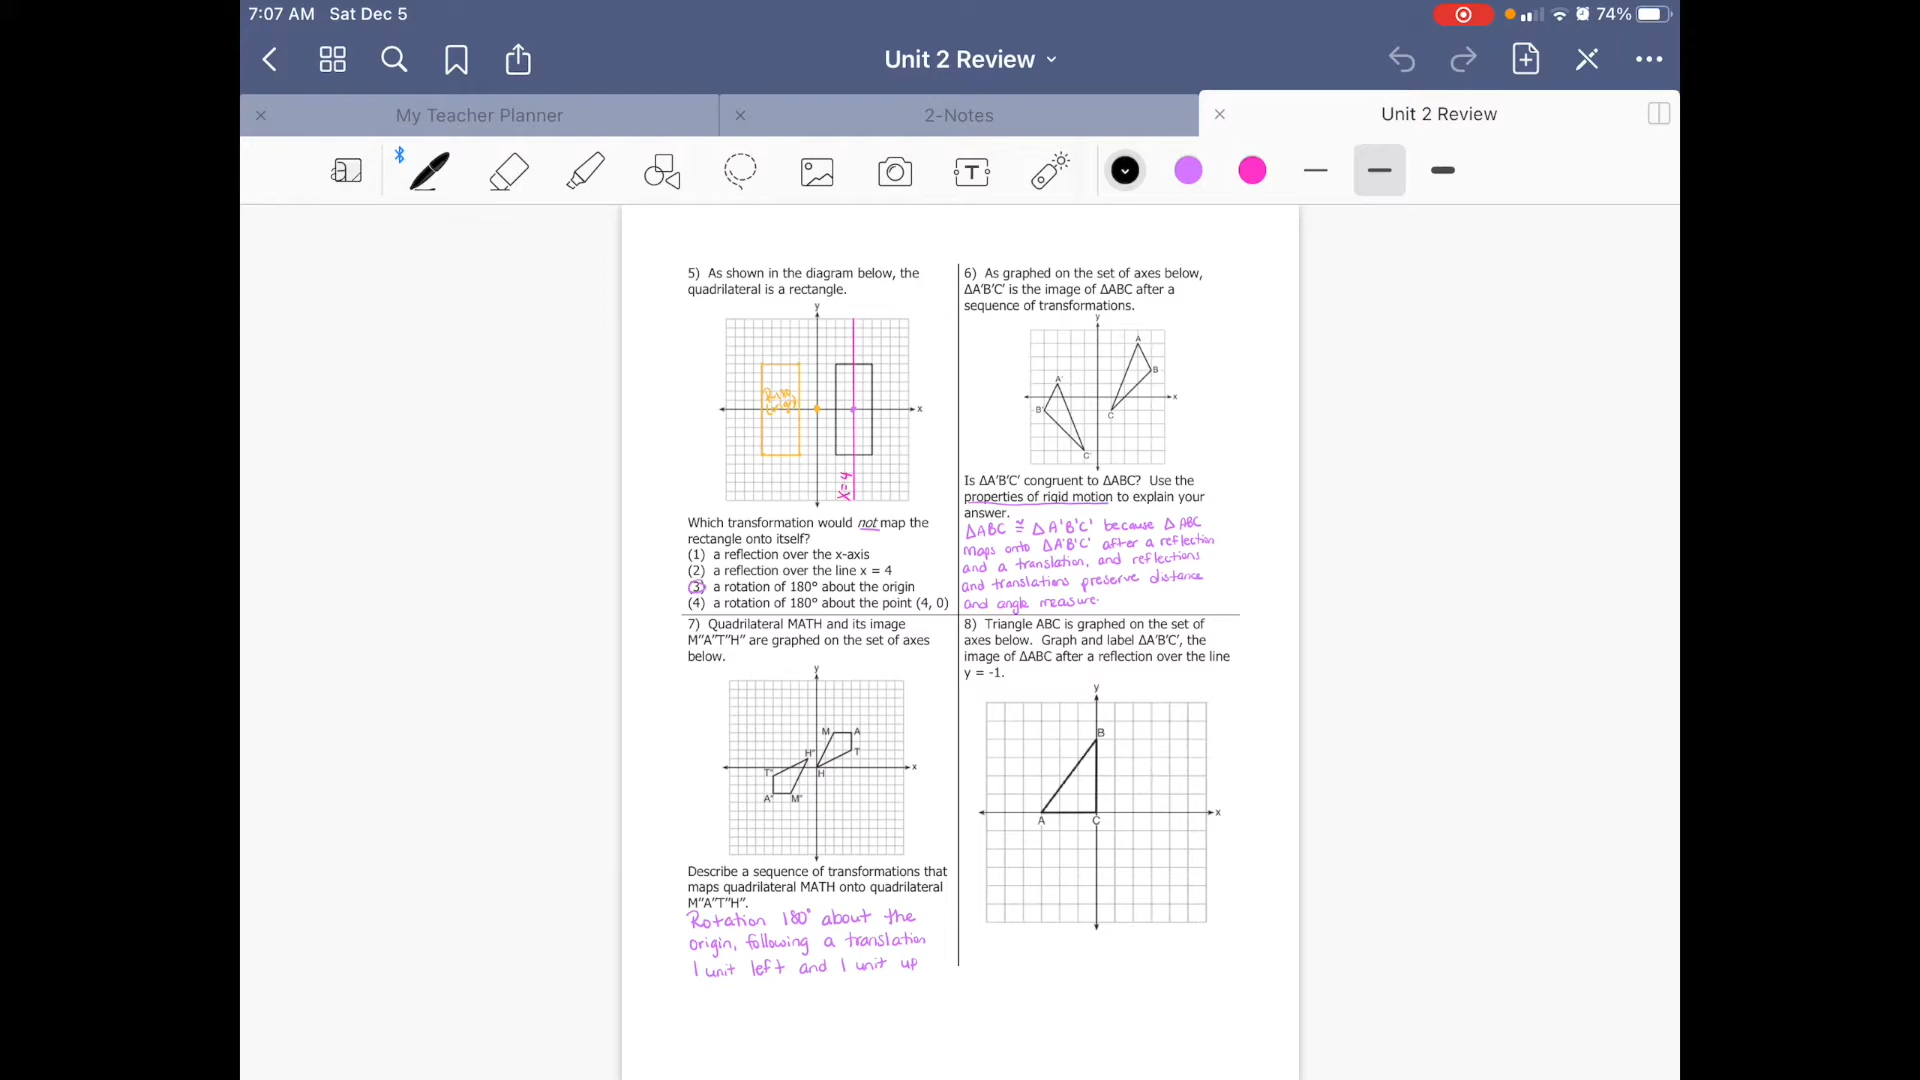 7:07 AM Sat Dec 5
74%
Unit 2 Review
My Teacher Planner
2-Notes
Unit 2 Review
5) As shown in the diagram below, the
quadrilateral is a rectangle.
y
x
R180
x=4
Which transformation would not map the
rectangle onto itself?
(1) a reflection over the x-axis
(2) a reflection over the line x = 4
(3) a rotation of 180° about the origin
(4) a rotation of 180° about the point (4, 0)
6) As graphed on the set of axes below,
ΔA'B'C' is the image of ΔABC after a
sequence of transformations.
y
A
B
A'
x
B'
C
C'
Is ΔA'B'C' congruent to ΔABC? Use the
properties of rigid motion to explain your
answer.
ΔABC ≅ ΔA'B'C' because ΔABC
maps onto ΔA'B'C' after a reflection
and a translation, and reflections
and translations preserve distance
and angle measure.
7) Quadrilateral MATH and its image
M"A"T"H" are graphed on the set of axes
below.
y
M A
H" T
x
T" H
A" M"
Describe a sequence of transformations that
maps quadrilateral MATH onto quadrilateral
M"A"T"H".
Rotation 180° about the
origin, following a translation
1 unit left and 1 unit up
8) Triangle ABC is graphed on the set of
axes below. Graph and label ΔA'B'C', the
image of ΔABC after a reflection over the line
y = -1.
y
B
x
A C